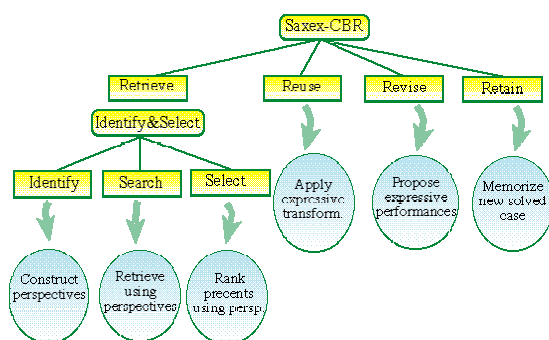 Saxex-CBR
Retrieve
Reuse
Revise
Retain
Identify&Select
Identify
Search
Select
Apply
expressive
transform.
Propose
expressive
performances
Memorize
new solved
case
Construct
perspectives
Retrieve
using
perspectives
Rank
precents
using persp.